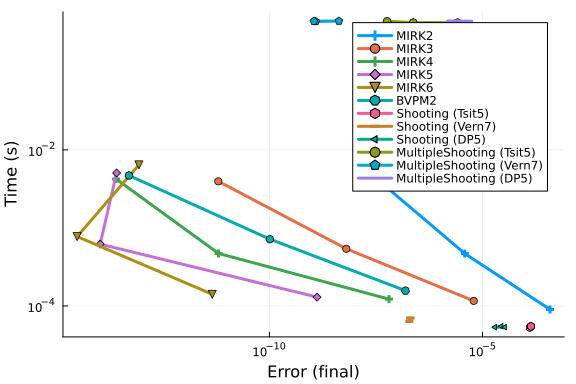 MIRK2
MIRK3
MIRK4
MIRK5
MIRK6
BVPM2
Shooting (Tsit5)
Shooting (Vern7)
Shooting (DP5)
MultipleShooting (Tsit5)
MultipleShooting (Vern7)
MultipleShooting (DP5)
Time (s)
10⁻²
10⁻⁴
10⁻¹⁰
10⁻⁵
Error (final)